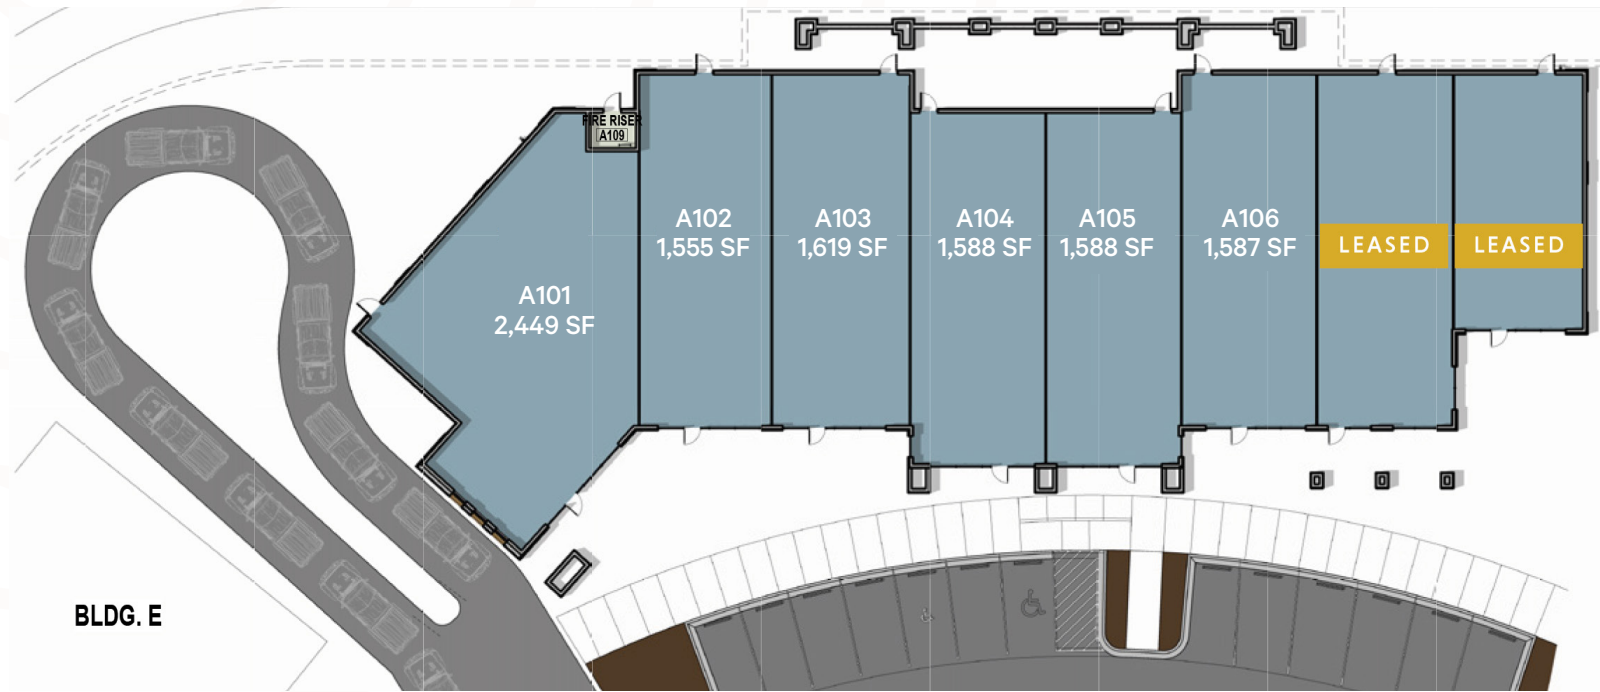 FIRE RISER
A109
A102
1,555 SF
A103
1,619 SF
A104
1,588 SF
A105
1,588 SF
A106
1,587 SF
LEASED
LEASED
A101
2,449 SF
BLDG. E